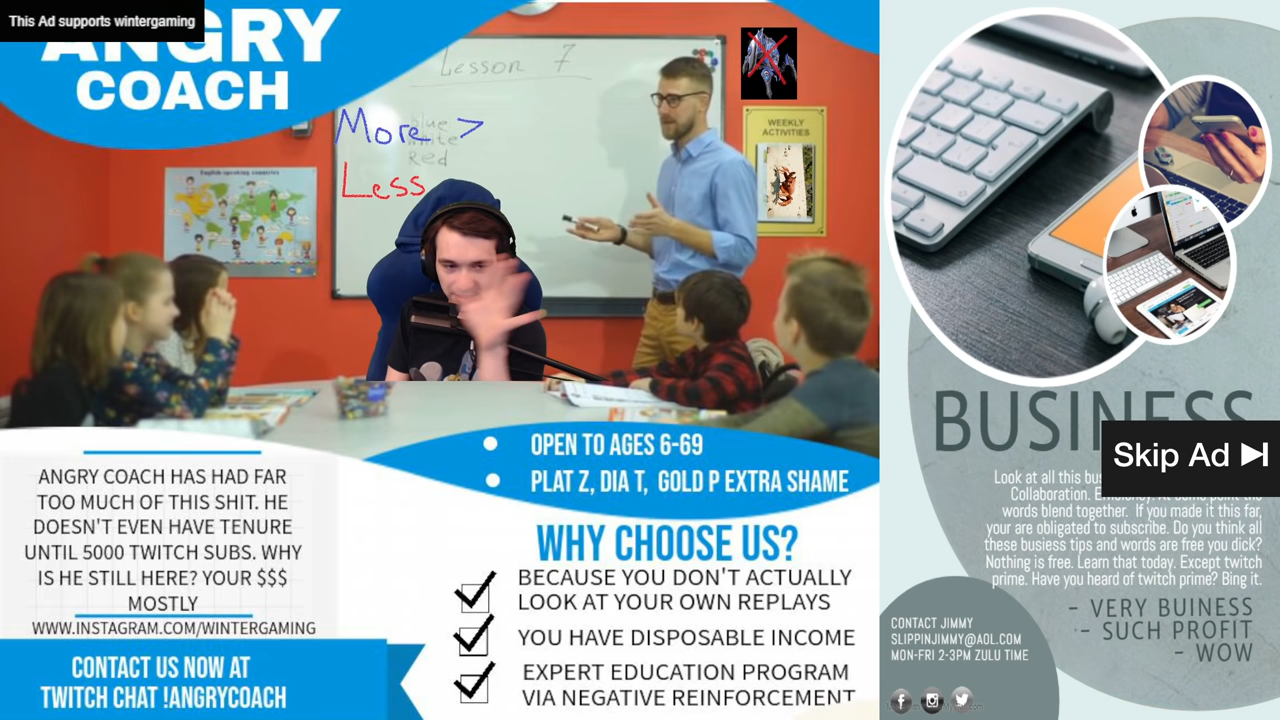 This Ad supports wintergaming
ANGRY
COACH
Lesson 7
More >
blue
white
Red
Less
English-speaking countries
WEEKLY
ACTIVITIES
OPEN TO AGES 6-69
PLAT Z, DIA T, GOLD P EXTRA SHAME
ANGRY COACH HAS HAD FAR
TOO MUCH OF THIS SHIT. HE
DOESN'T EVEN HAVE TENURE
UNTIL 5000 TWITCH SUBS. WHY
IS HE STILL HERE? YOUR $$$
MOSTLY
WWW.INSTAGRAM.COM/WINTERGAMING
CONTACT US NOW AT
TWITCH CHAT !ANGRYCOACH
WHY CHOOSE US?
BECAUSE YOU DON'T ACTUALLY
LOOK AT YOUR OWN REPLAYS
YOU HAVE DISPOSABLE INCOME
EXPERT EDUCATION PROGRAM
VIA NEGATIVE REINFORCEMENT
BUSINESS
Skip Ad
Look at all this
Collaboration.
words blend together. If you made it this far,
your are obligated to subscribe. Do you think all
these busiess tips and words are free you dick?
Nothing is free. Learn that today. Except twitch
prime. Have you heard of twitch prime? Bing it.
- VERY BUINESS
- SUCH PROFIT
- WOW
CONTACT JIMMY
SLIPPINJIMMY@AOL.COM
MON-FRI 2-3PM ZULU TIME